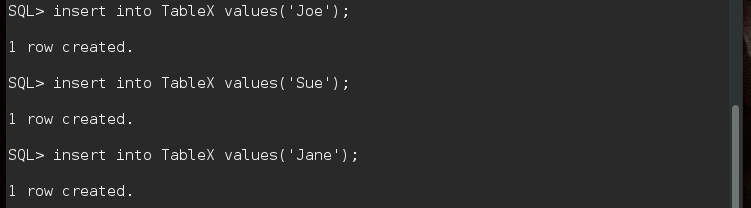 SQL> insert into TableX values('Joe');
1 row created.
SQL> insert into TableX values('Sue');
1 row created.
SQL> insert into TableX values('Jane');
1 row created.